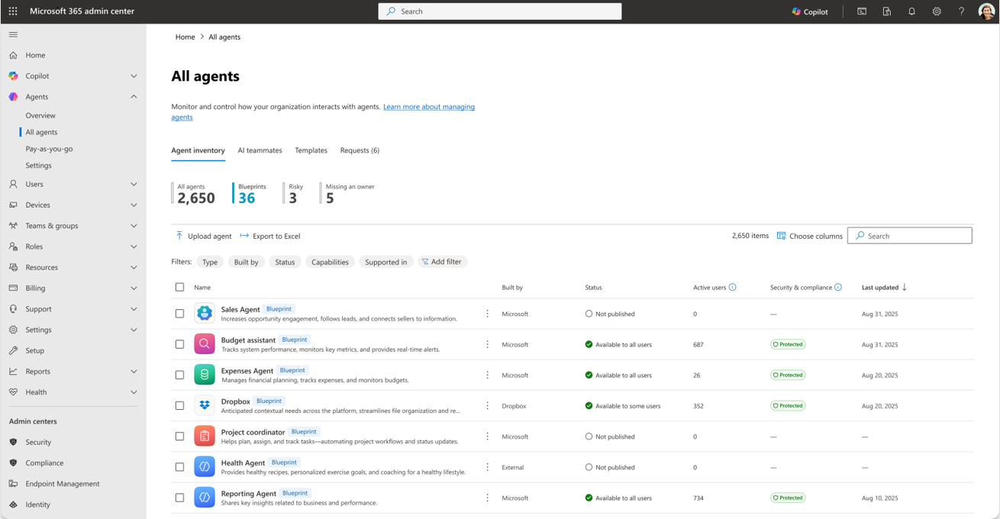 Microsoft 365 admin center
Search
Copilot
Home
Copilot
Agents
Overview
All agents
Pay-as-you-go
Settings
Users
Devices
Teams & groups
Roles
Resources
Billing
Support
Settings
Setup
Reports
Health
Admin centers
Security
Compliance
Endpoint Management
Identity
Home > All agents
All agents
Monitor and control how your organization interacts with agents. Learn more about managing
agents
Agent inventory AI teammates Templates Requests (6)
All agents Blueprints Risky Missing an owner
2,650 36 3 5
Upload agent Export to Excel 2,650 items Choose columns Search
Filters: Type Built by Status Capabilities Supported in Add filter
Name Built by Status Active users Security & compliance Last updated ↓
Sales Agent Blueprint
Increases opportunity engagement, follows leads, and connects sellers to information.
Microsoft Not published 0 — Aug 31, 2025
Budget assistant Blueprint
Tracks system performance, monitors key metrics, and provides real-time alerts.
Microsoft Available to all users 687 Protected Aug 31, 2025
Expenses Agent Blueprint
Manages financial planning, tracks expenses, and monitors budgets.
Microsoft Available to all users 26 Protected Aug 20, 2025
Dropbox Blueprint
Anticipated contextual needs across the platform, streamlines file organization and re...
Dropbox Available to some users 352 Protected Aug 20, 2025
Project coordinator Blueprint
Helps plan, assign, and track tasks—automating project workflows and status updates.
Microsoft Not published 0 — —
Health Agent Blueprint
Provides healthy recipes, personalized exercise goals, and coaching for a healthy lifestyle.
External Not published 0 — —
Reporting Agent Blueprint
Shares key insights related to business and performance.
Microsoft Available to all users 734 Protected Aug 10, 2025